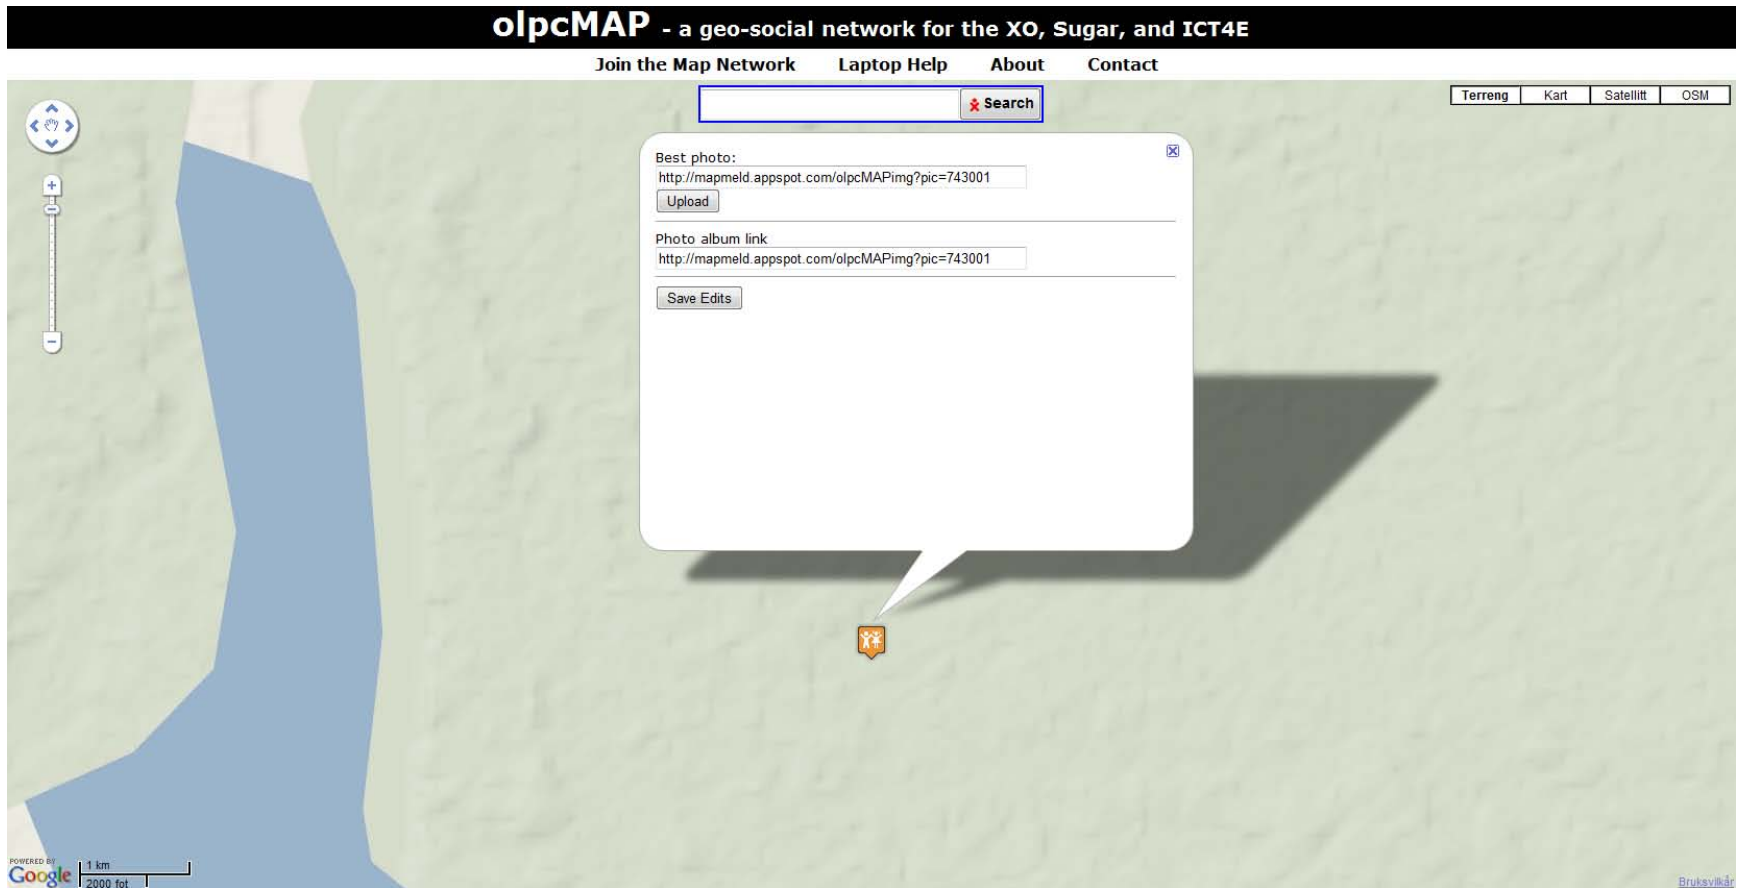 olpcMAP - a geo-social network for the XO, Sugar, and ICT4E
Join the Map Network Laptop Help About Contact
Search
Terreng Kart Satellitt OSM
Best photo:
http://mapmeld.appspot.com/olpcMAPimg?pic=743001
Upload
Photo album link
http://mapmeld.appspot.com/olpcMAPimg?pic=743001
Save Edits
POWERED BY
Google
1 km
2000 fot
Bruksvilkår